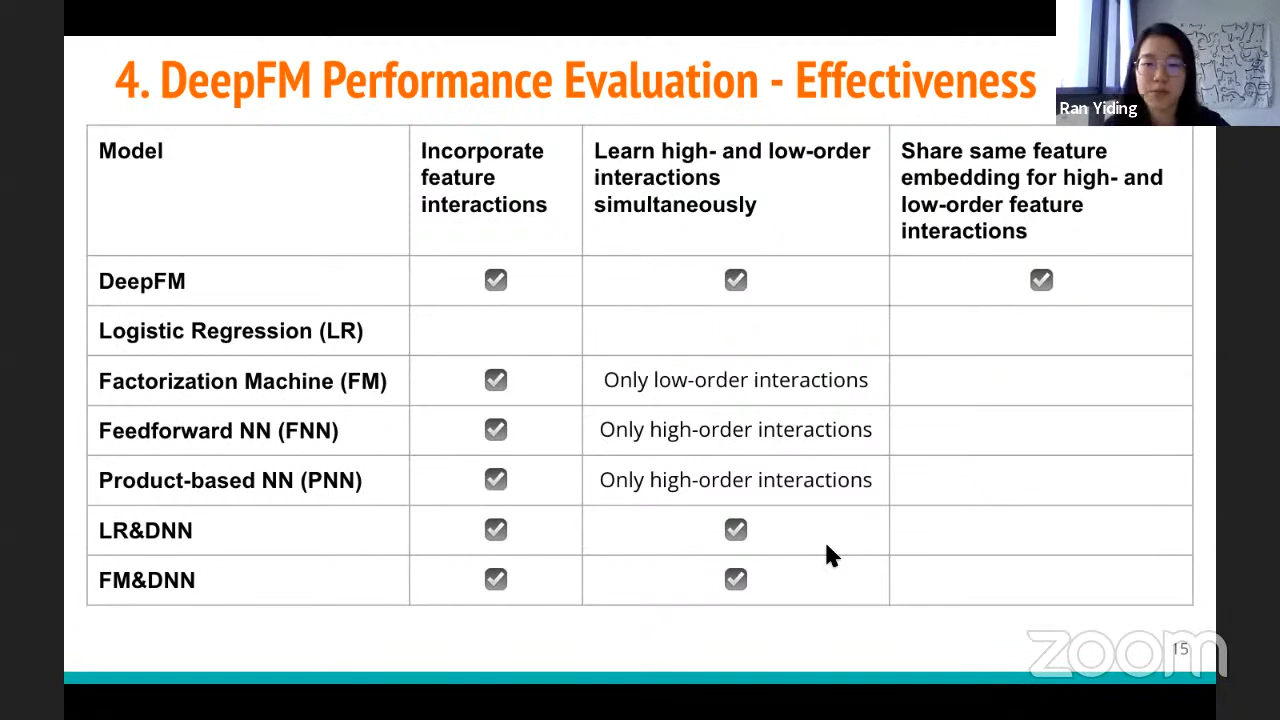 4. DeepFM Performance Evaluation - Effectiveness
Ran Yiding
Model
Incorporate
feature
interactions
Learn high- and low-order
interactions
simultaneously
Share same feature
embedding for high- and
low-order feature
interactions
DeepFM
Logistic Regression (LR)
Factorization Machine (FM)
Only low-order interactions
Feedforward NN (FNN)
Only high-order interactions
Product-based NN (PNN)
Only high-order interactions
LR&DNN
FM&DNN
zoom
15